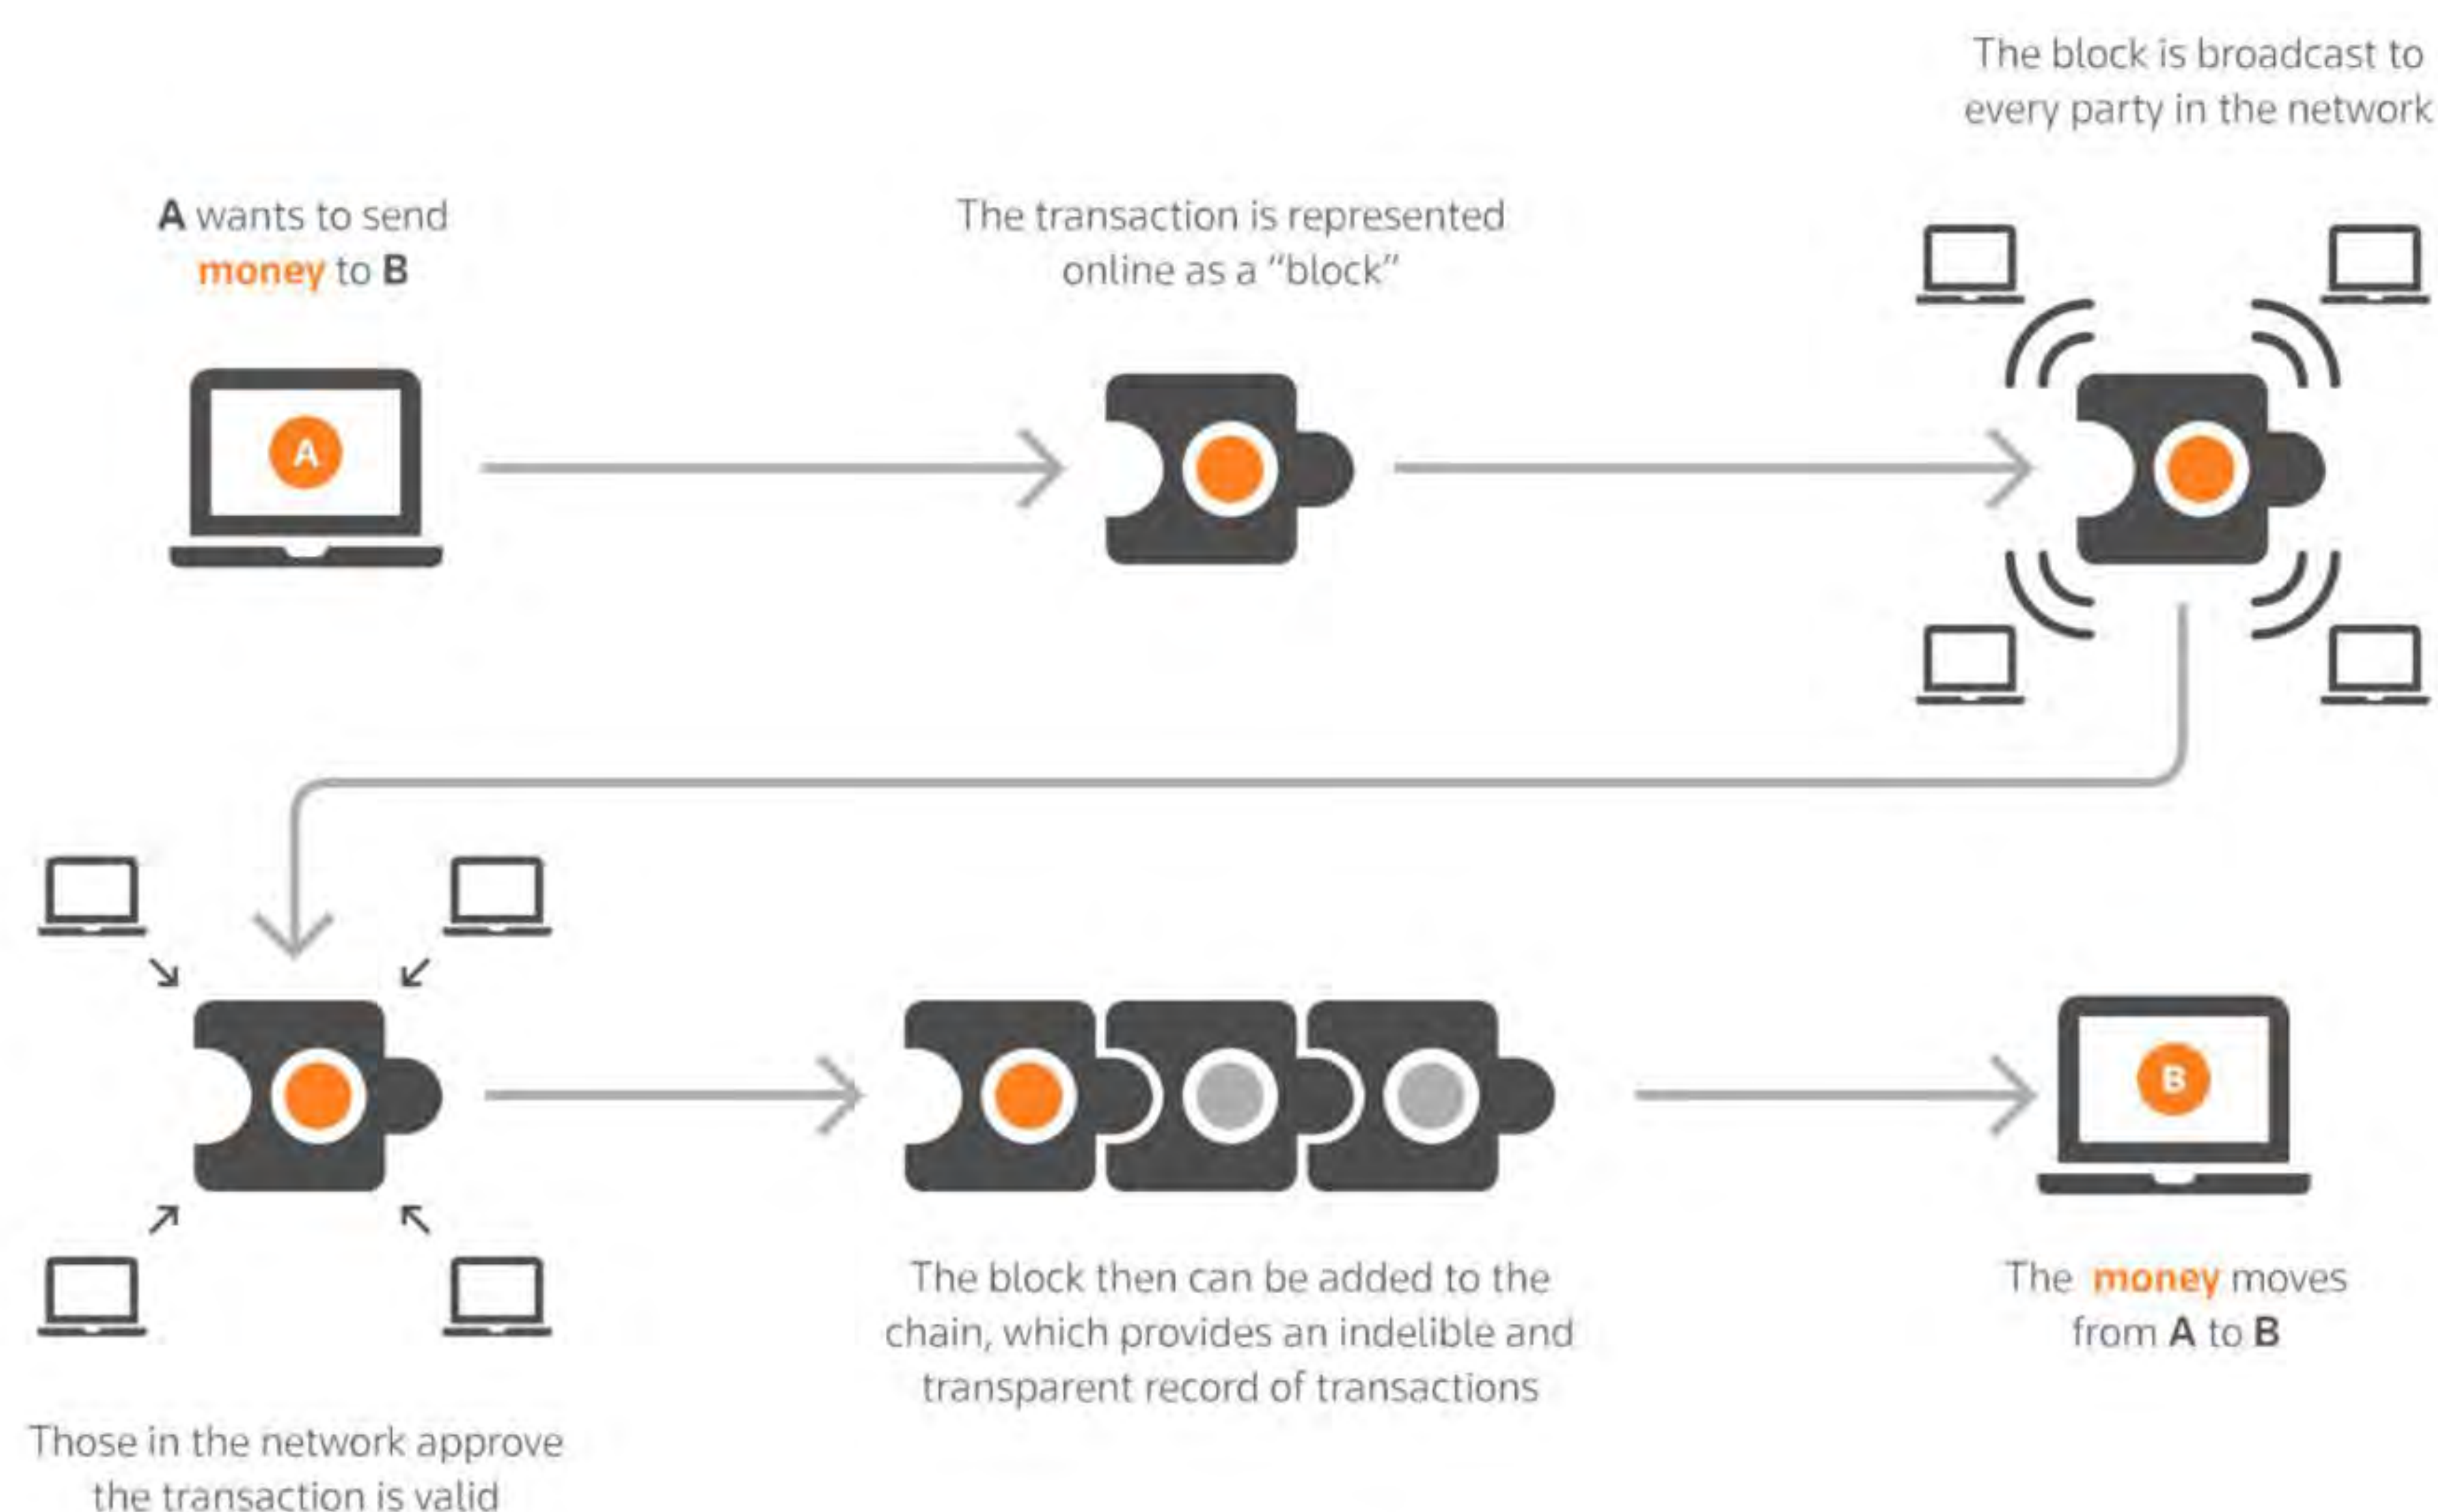 A wants to send
money to B
A
The transaction is represented
online as a “block”
The block is broadcast to
every party in the network
Those in the network approve
the transaction is valid
The block then can be added to the
chain, which provides an indelible and
transparent record of transactions
B
The money moves
from A to B